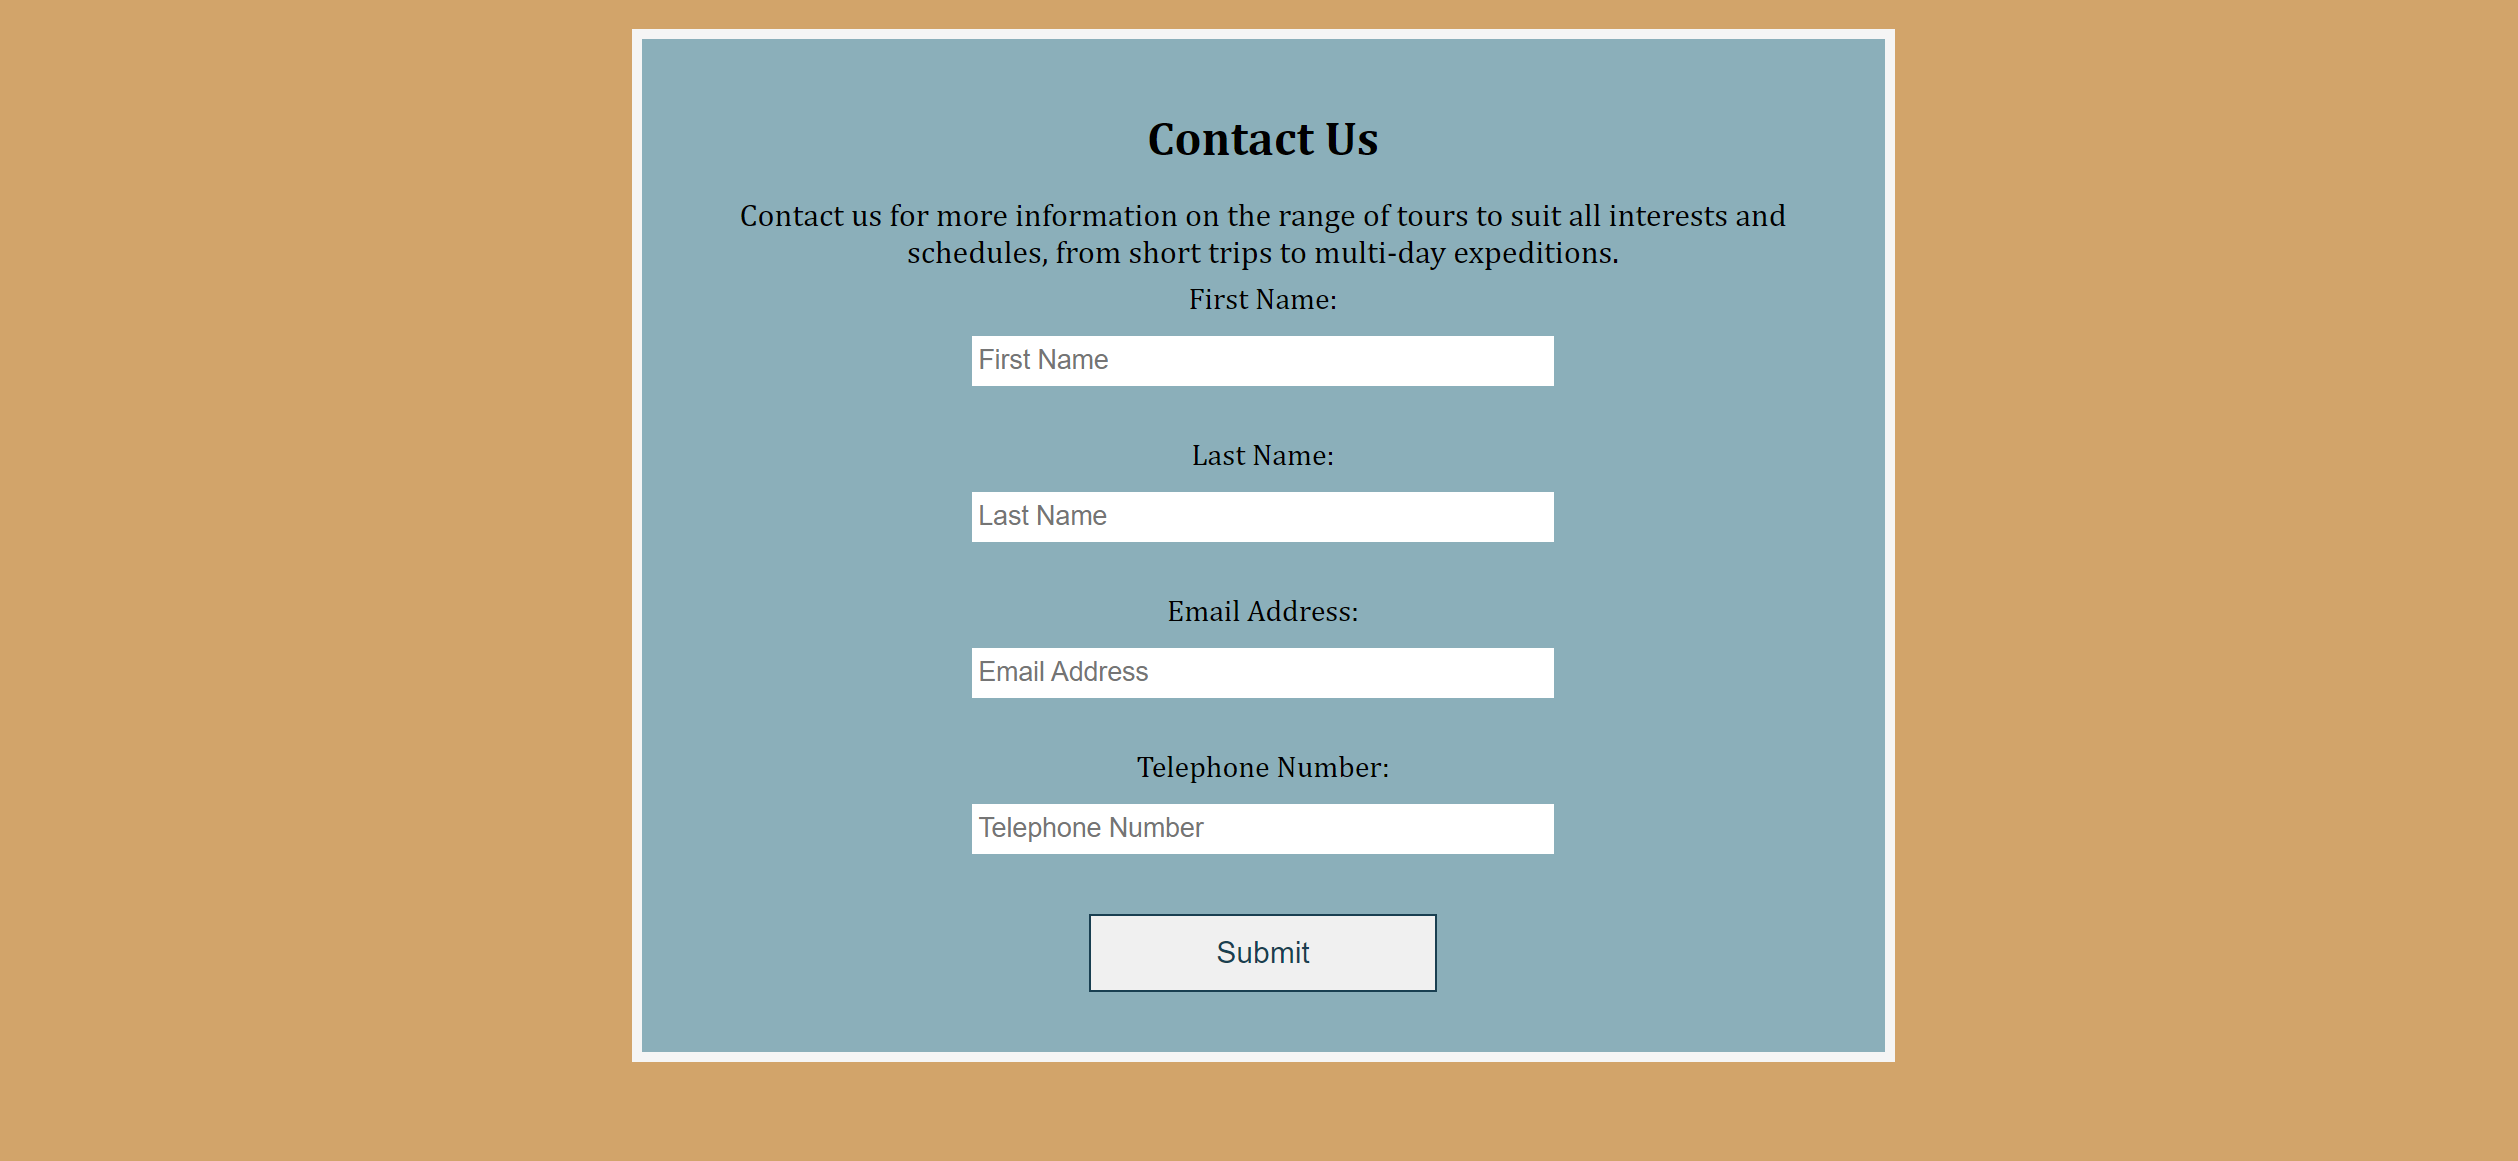 Contact Us
Contact us for more information on the range of tours to suit all interests and
schedules, from short trips to multi-day expeditions.
First Name:
First Name
Last Name:
Last Name
Email Address:
Email Address
Telephone Number:
Telephone Number
Submit